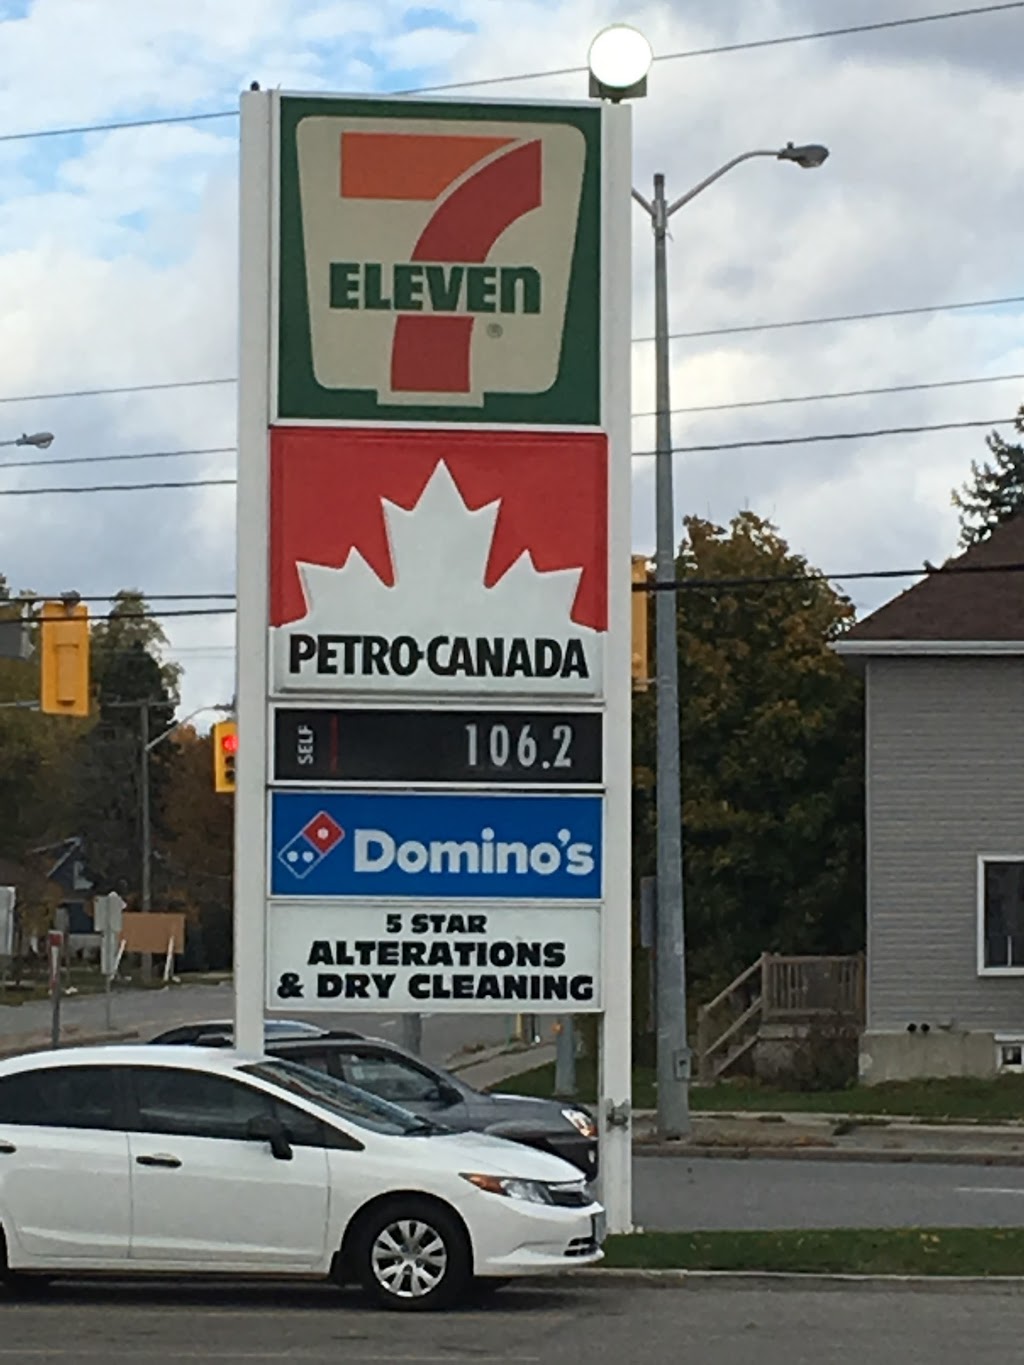 7
ELEVEn
®
PETRO-CANADA
SELF 106.2
Domino's
5 STAR
ALTERATIONS
& DRY CLEANING